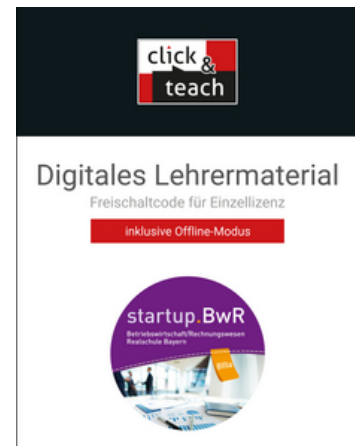 click &
teach
Digitales Lehrermaterial
Freischaltcode für Einzellizenz
inklusive Offline-Modus
startup.BwR
Betriebswirtschaft/Rechnungswesen
Realschule Bayern